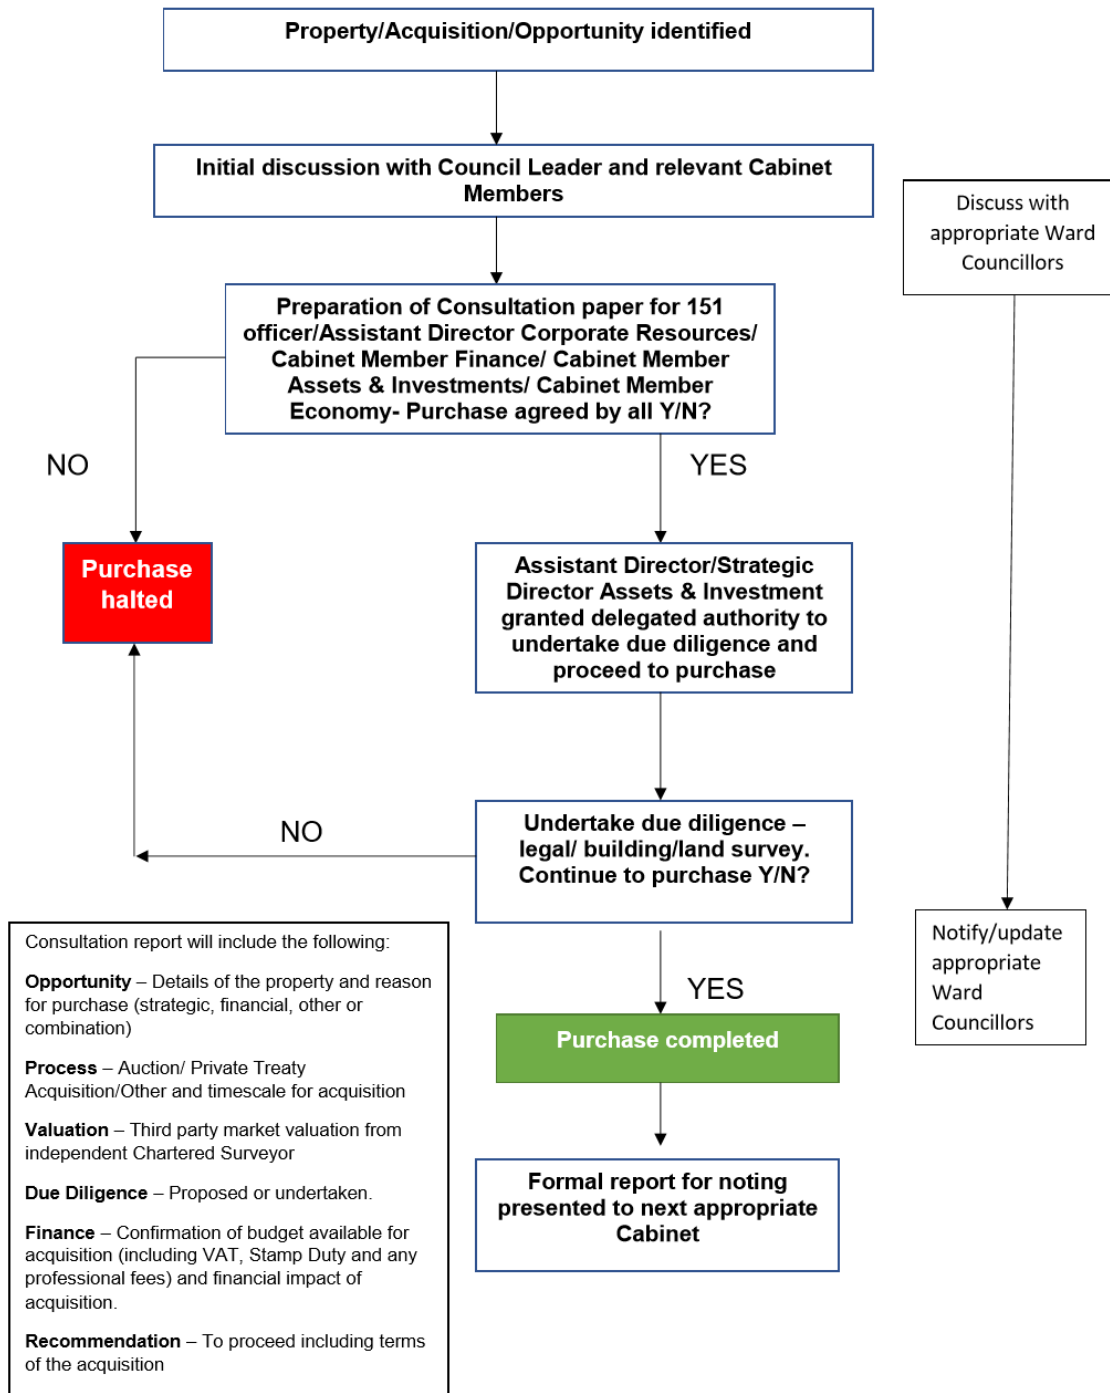 Property/Acquisition/Opportunity identified
Initial discussion with Council Leader and relevant Cabinet
Members
Discuss with
appropriate Ward
Councillors
Preparation of Consultation paper for 151
officer/Assistant Director Corporate Resources/
Cabinet Member Finance/ Cabinet Member
Assets & Investments/ Cabinet Member
Economy- Purchase agreed by all Y/N?
NO
YES
Purchase
halted
Assistant Director/Strategic
Director Assets & Investment
granted delegated authority to
undertake due diligence and
proceed to purchase
NO
Undertake due diligence –
legal/ building/land survey.
Continue to purchase Y/N?
Notify/update
appropriate
Ward
Councillors
YES
Purchase completed
Formal report for noting
presented to next appropriate
Cabinet
Consultation report will include the following:
Opportunity – Details of the property and reason
for purchase (strategic, financial, other or
combination)
Process – Auction/ Private Treaty
Acquisition/Other and timescale for acquisition
Valuation – Third party market valuation from
independent Chartered Surveyor
Due Diligence – Proposed or undertaken.
Finance – Confirmation of budget available for
acquisition (including VAT, Stamp Duty and any
professional fees) and financial impact of
acquisition.
Recommendation – To proceed including terms
of the acquisition